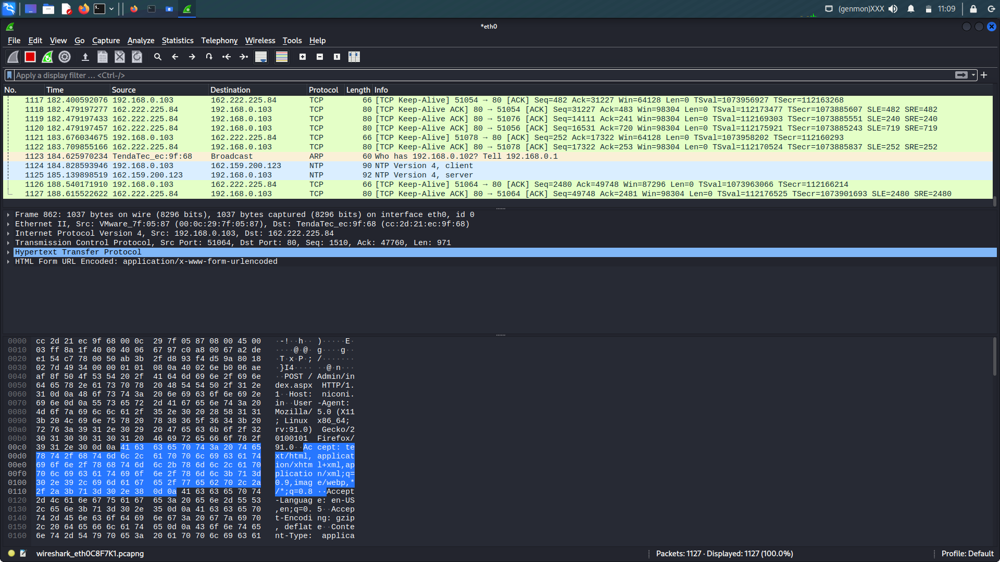 (genmon)XXX 11:09
*eth0
File Edit View Go Capture Analyze Statistics Telephony Wireless Tools Help
Apply a display filter … <Ctrl-/>
No. Time Source Destination Protocol Length Info
1117 182.400592076 192.168.0.103 162.222.225.84 TCP 66 [TCP Keep-Alive] 51054 → 80 [ACK] Seq=482 Ack=31227 Win=64128 Len=0 TSval=1073956927 TSecr=112163268
1118 182.479197277 162.222.225.84 192.168.0.103 TCP 80 [TCP Keep-Alive ACK] 80 → 51054 [ACK] Seq=31227 Ack=483 Win=98304 Len=0 TSval=112173477 TSecr=1073885607 SLE=482 SRE=482
1119 182.479197433 162.222.225.84 192.168.0.103 TCP 80 [TCP Keep-Alive ACK] 80 → 51076 [ACK] Seq=14111 Ack=241 Win=98304 Len=0 TSval=112169303 TSecr=1073885551 SLE=240 SRE=240
1120 182.479197457 162.222.225.84 192.168.0.103 TCP 80 [TCP Keep-Alive ACK] 80 → 51056 [ACK] Seq=16531 Ack=720 Win=98304 Len=0 TSval=112175921 TSecr=1073885243 SLE=719 SRE=719
1121 183.676034675 192.168.0.103 162.222.225.84 TCP 66 [TCP Keep-Alive] 51078 → 80 [ACK] Seq=252 Ack=17322 Win=64128 Len=0 TSval=1073958202 TSecr=112160293
1122 183.709855166 162.222.225.84 192.168.0.103 TCP 80 [TCP Keep-Alive ACK] 80 → 51078 [ACK] Seq=17322 Ack=253 Win=98304 Len=0 TSval=112170524 TSecr=1073885837 SLE=252 SRE=252
1123 184.625970234 TendaTec_ec:9f:68 Broadcast ARP 60 Who has 192.168.0.102? Tell 192.168.0.1
1124 184.828593946 192.168.0.103 162.159.200.123 NTP 90 NTP Version 4, client
1125 185.139898519 162.159.200.123 192.168.0.103 NTP 92 NTP Version 4, server
1126 188.540171910 192.168.0.103 162.222.225.84 TCP 66 [TCP Keep-Alive] 51064 → 80 [ACK] Seq=2480 Ack=49748 Win=87296 Len=0 TSval=1073963066 TSecr=112166214
1127 188.615522622 162.222.225.84 192.168.0.103 TCP 80 [TCP Keep-Alive ACK] 80 → 51064 [ACK] Seq=49748 Ack=2481 Win=98304 Len=0 TSval=112176525 TSecr=1073901693 SLE=2480 SRE=2480
Frame 862: 1037 bytes on wire (8296 bits), 1037 bytes captured (8296 bits) on interface eth0, id 0
Ethernet II, Src: VMware_7f:05:87 (00:0c:29:7f:05:87), Dst: TendaTec_ec:9f:68 (cc:2d:21:ec:9f:68)
Internet Protocol Version 4, Src: 192.168.0.103, Dst: 162.222.225.84
Transmission Control Protocol, Src Port: 51064, Dst Port: 80, Seq: 1510, Ack: 47760, Len: 971
Hypertext Transfer Protocol
HTML Form URL Encoded: application/x-www-form-urlencoded
0000 cc 2d 21 ec 9f 68 00 0c 29 7f 05 87 08 00 45 00 ·-!··h·· )·····E·
0010 03 ff 8a 1f 40 00 40 06 67 97 c0 a8 00 67 a2 de ····@·@· g····g··
0020 e1 54 c7 78 00 50 ab 3b 2f d8 93 f4 d5 9a 80 18 ·T·x·P·; /·······
0030 02 7d 49 34 00 00 01 01 08 0a 40 02 6e b0 06 ae ·}I4···· ··@·n···
0040 af 8f 50 4f 53 54 20 2f 41 64 6d 69 6e 2f 69 6e ··POST / Admin/in
0050 64 65 78 2e 61 73 70 78 20 48 54 54 50 2f 31 2e dex.aspx HTTP/1.
0060 31 0d 0a 48 6f 73 74 3a 20 6e 69 63 6f 6e 69 2e 1··Host: niconi.
0070 69 6e 0d 0a 55 73 65 72 2d 41 67 65 6e 74 3a 20 in··User -Agent:
0080 4d 6f 7a 69 6c 6c 61 2f 35 2e 30 20 28 58 31 31 Mozilla/ 5.0 (X11
0090 3b 20 4c 69 6e 75 78 20 78 38 36 5f 36 34 3b 20 ; Linux x86_64;
00a0 72 76 3a 39 31 2e 30 29 20 47 65 63 6b 6f 2f 32 rv:91.0) Gecko/2
00b0 30 31 30 30 31 30 31 20 46 69 72 65 66 6f 78 2f 0100101 Firefox/
00c0 39 31 2e 30 0d 0a 41 63 63 65 70 74 3a 20 74 65 91.0··Ac cept: te
00d0 78 74 2f 68 74 6d 6c 2c 61 70 70 6c 69 63 61 74 xt/html, applicat
00e0 69 6f 6e 2f 78 68 74 6d 6c 2b 78 6d 6c 2c 61 70 ion/xhtm l+xml,ap
00f0 70 6c 69 63 61 74 69 6f 6e 2f 78 6d 6c 3b 71 3d plicatio n/xml;q=
0100 30 2e 39 2c 69 6d 61 67 65 2f 77 65 62 70 2c 2a 0.9,imag e/webp,*
0110 2f 2a 3b 71 3d 30 2e 38 0d 0a 41 63 63 65 70 74 /*;q=0.8 ··Accept
0120 2d 4c 61 6e 67 75 61 67 65 3a 20 65 6e 2d 55 53 -Languag e: en-US
0130 2c 65 6e 3b 71 3d 30 2e 35 0d 0a 41 63 63 65 70 ,en;q=0. 5··Accep
0140 74 2d 45 6e 63 6f 64 69 6e 67 3a 20 67 7a 69 70 t-Encodi ng: gzip
0150 2c 20 64 65 66 6c 61 74 65 0d 0a 43 6f 6e 74 65 , deflat e··Conte
0160 6e 74 2d 54 79 70 65 3a 20 61 70 70 6c 69 63 61 nt-Type: applica
wireshark_eth0C8F7K1.pcapng Packets: 1127 · Displayed: 1127 (100.0%) Profile: Default